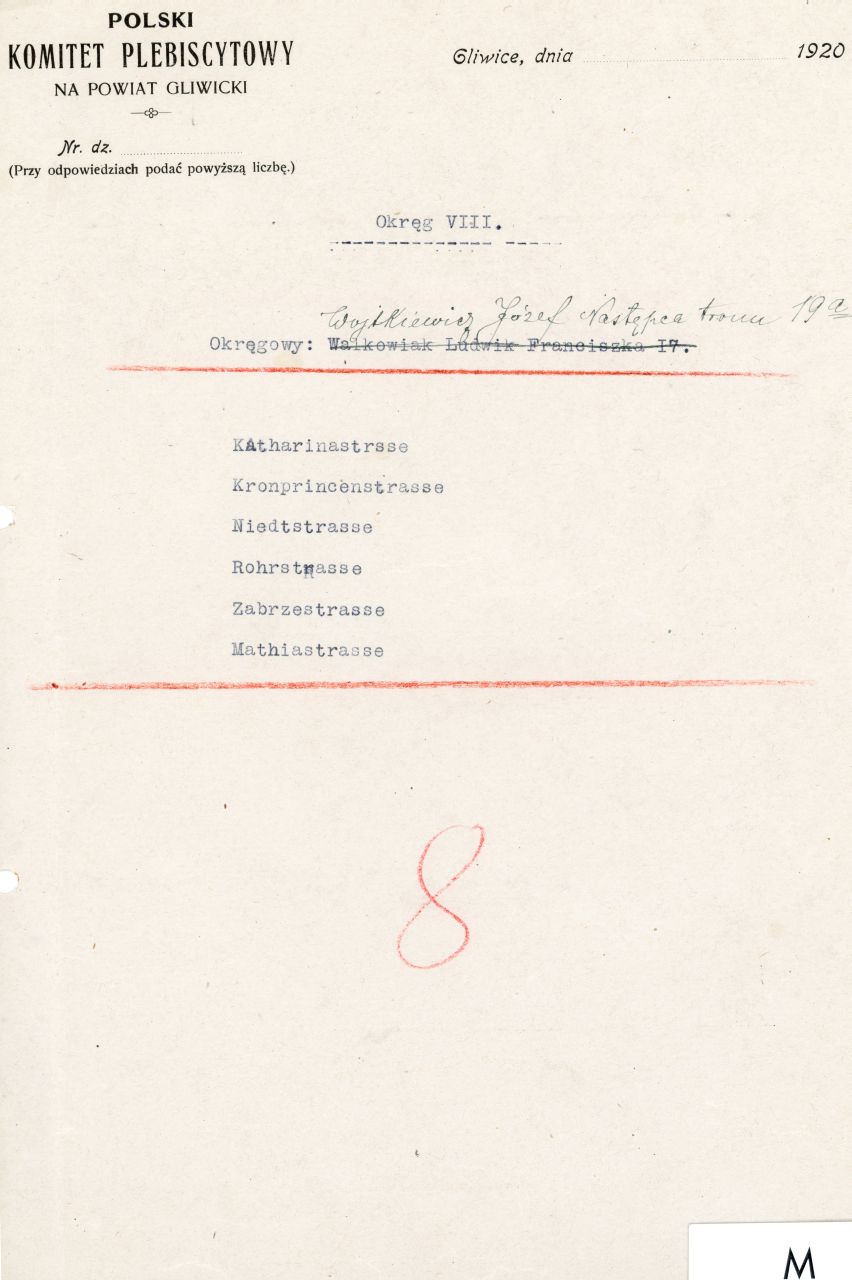 POLSKI
KOMITET PLEBISCYTOWY
NA POWIAT GLIWICKI
Gliwice, dnia 1920
Nr. dz.
(Przy odpowiedziach podać powyższą liczbę.)
Okręg VIII.
Wojtkiewicz Józef Następca tronu 19a
Okręgowy: Walkowiak Ludwik Franciszka 17.
KAtharinastrsse
Kronprincenstrasse
Niedtstrasse
Rohrstrasse
Zabrzestrasse
Mathiastrasse
8
M